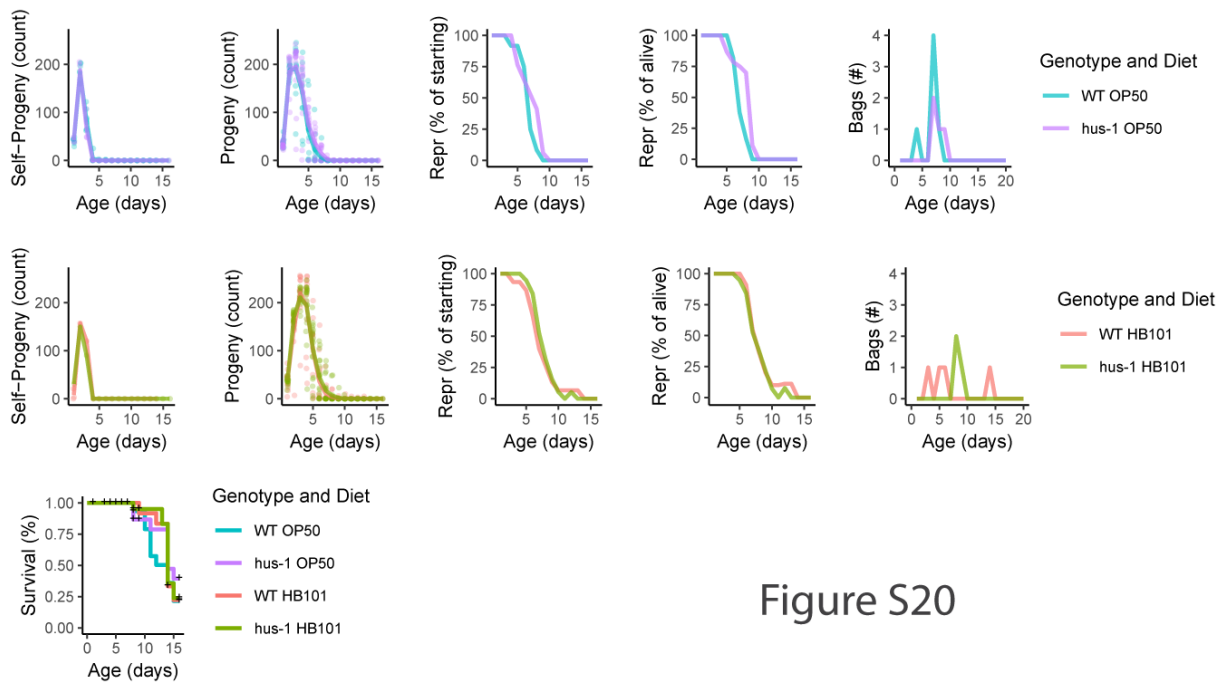 Self−Progeny (count)
200
100
0
5
10
15
Age (days)
Progeny (count)
200
100
0
5
10
15
Age (days)
Repr (% of starting)
100
75
50
25
0
5
10
15
Age (days)
Repr (% of alive)
100
75
50
25
0
5
10
15
Age (days)
Bags (#)
4
3
2
1
0
0
5
10
15
20
Age (days)
Genotype and Diet
WT OP50
hus-1 OP50
Self−Progeny (count)
200
100
0
5
10
15
Age (days)
Progeny (count)
200
100
0
5
10
15
Age (days)
Repr (% of starting)
100
75
50
25
0
5
10
15
Age (days)
Repr (% of alive)
100
75
50
25
0
5
10
15
Age (days)
Bags (#)
4
3
2
1
0
0
5
10
15
20
Age (days)
Genotype and Diet
WT HB101
hus-1 HB101
Survival (%)
1.00
0.75
0.50
0.25
0.00
0
5
10
15
Age (days)
Genotype and Diet
WT OP50
hus-1 OP50
WT HB101
hus-1 HB101
Figure S20